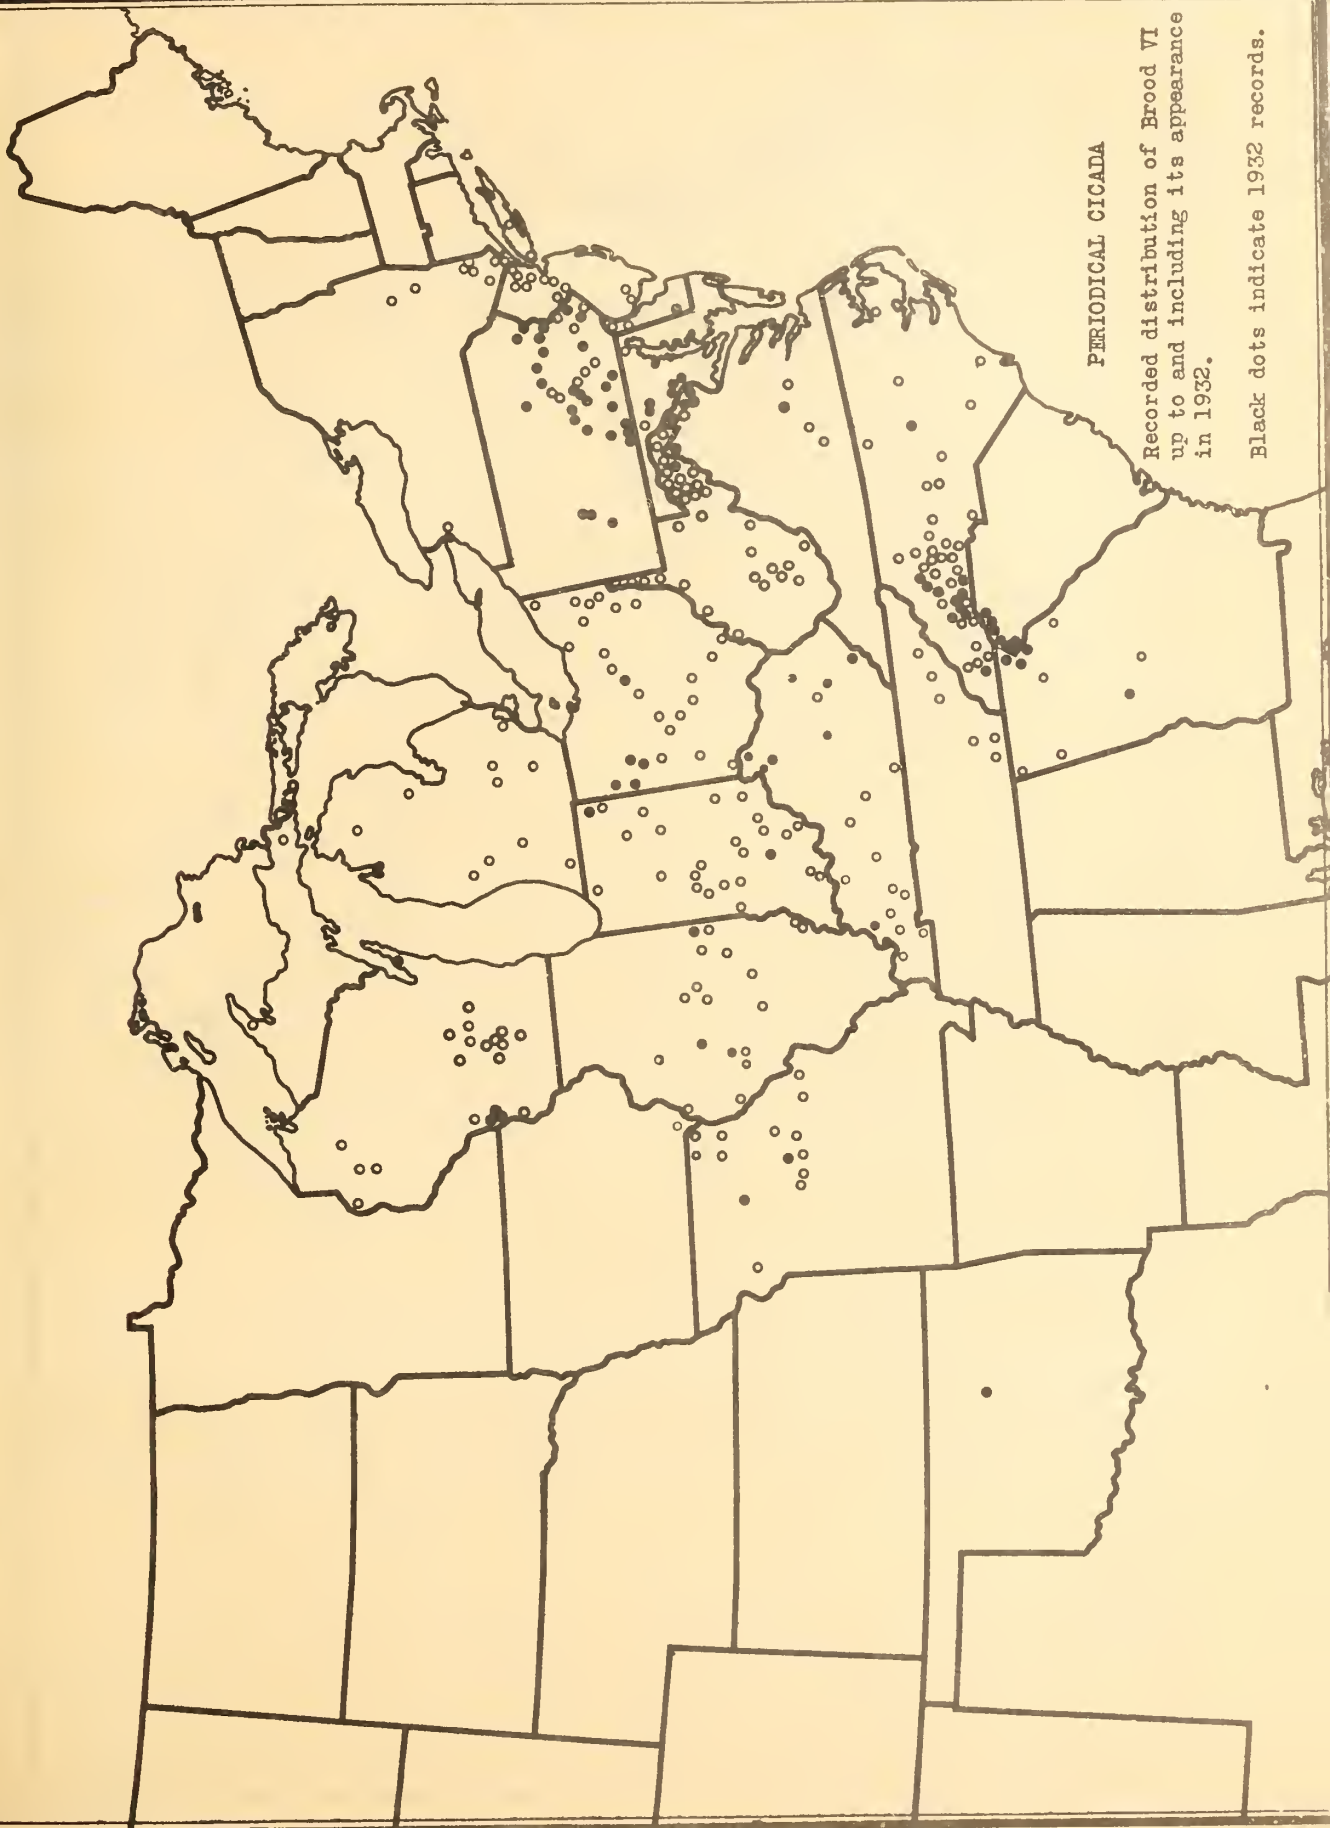 PERIODICAL CICADA
Recorded distribution of Brood VI
up to and including its appearance
in 1932.
Black dots indicate 1932 records.